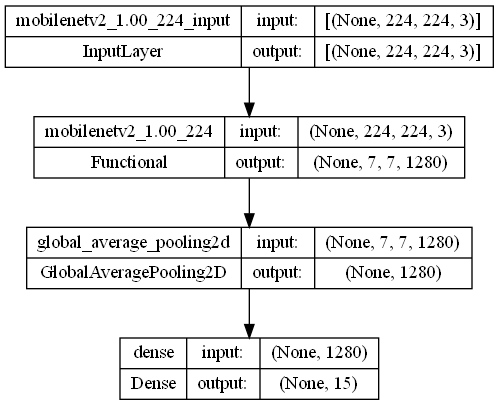 mobilenetv2_1.00_224_input input: [(None, 224, 224, 3)]
InputLayer output: [(None, 224, 224, 3)]
mobilenetv2_1.00_224 input: (None, 224, 224, 3)
Functional output: (None, 7, 7, 1280)
global_average_pooling2d input: (None, 7, 7, 1280)
GlobalAveragePooling2D output: (None, 1280)
dense input: (None, 1280)
Dense output: (None, 15)